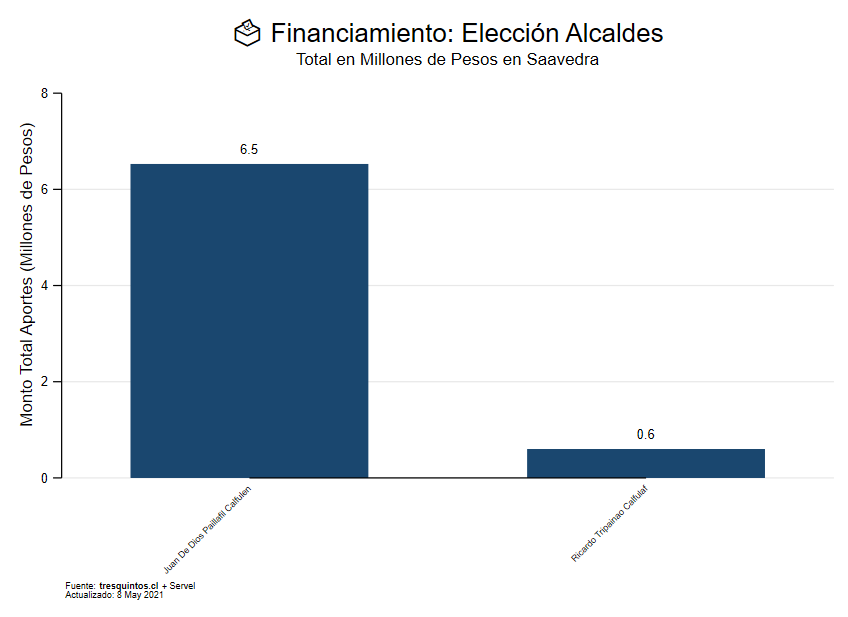 Financiamiento: Elección Alcaldes
Total en Millones de Pesos en Saavedra
Monto Total Aportes (Millones de Pesos)
8
6
4
2
0
6.5
0.6
Juan De Dios Paillafil Calfulen
Ricardo Tripainao Calfulaf
Fuente: tresquintos.cl + Servel
Actualizado: 8 May 2021